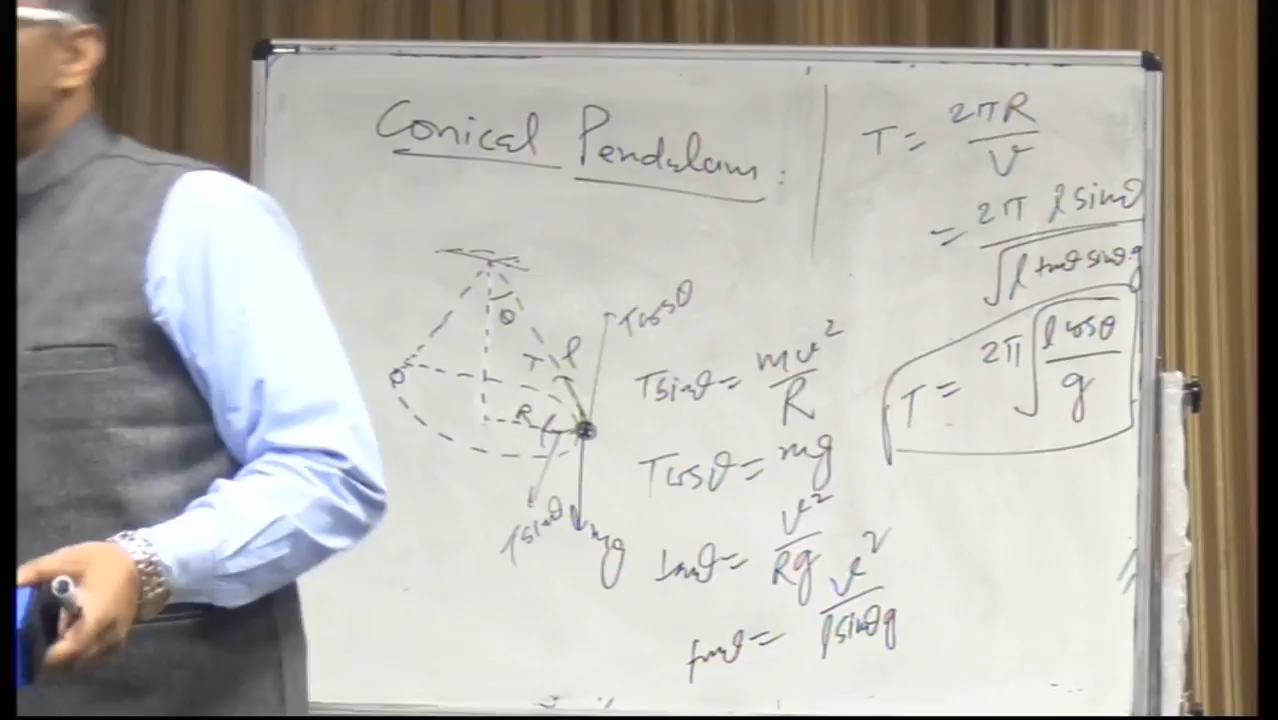 Conical Pendulam :
θ
T cosθ
T
l
R
T sinθ
mg
T sinθ = mv²/R
T cosθ = mg
tanθ = v²/Rg
tanθ = v²/l sinθ g
T = 2πR/V
= 2π l sinθ/√l tanθ sinθ g
T = 2π √l cosθ/g